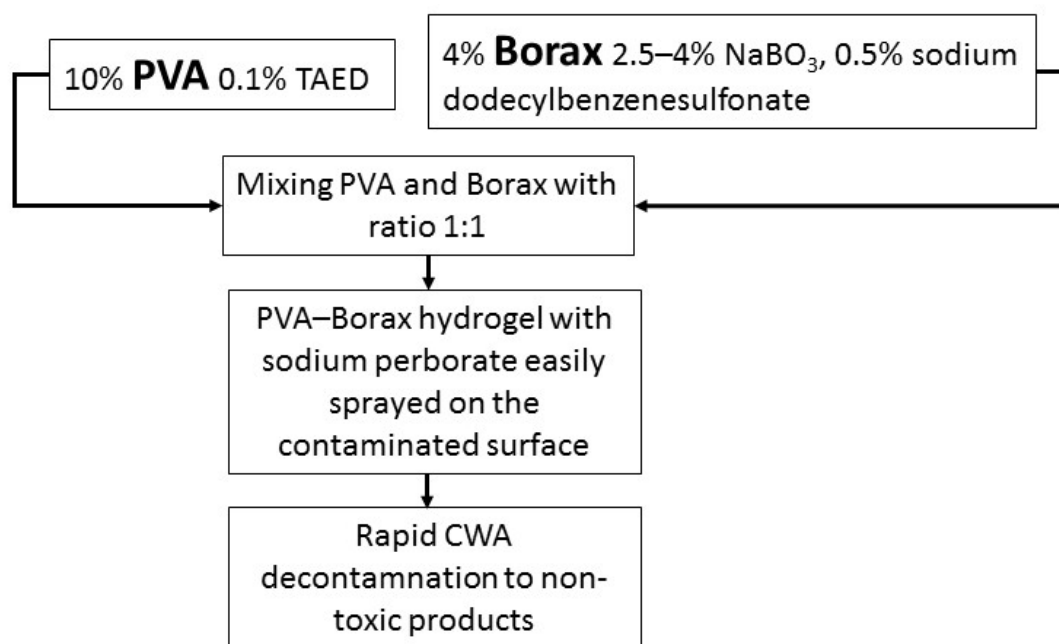 10% PVA 0.1% TAED
4% Borax 2.5–4% NaBO₃, 0.5% sodium
dodecylbenzenesulfonate
Mixing PVA and Borax with
ratio 1:1
PVA–Borax hydrogel with
sodium perborate easily
sprayed on the
contaminated surface
Rapid CWA
decontamnation to non-
toxic products